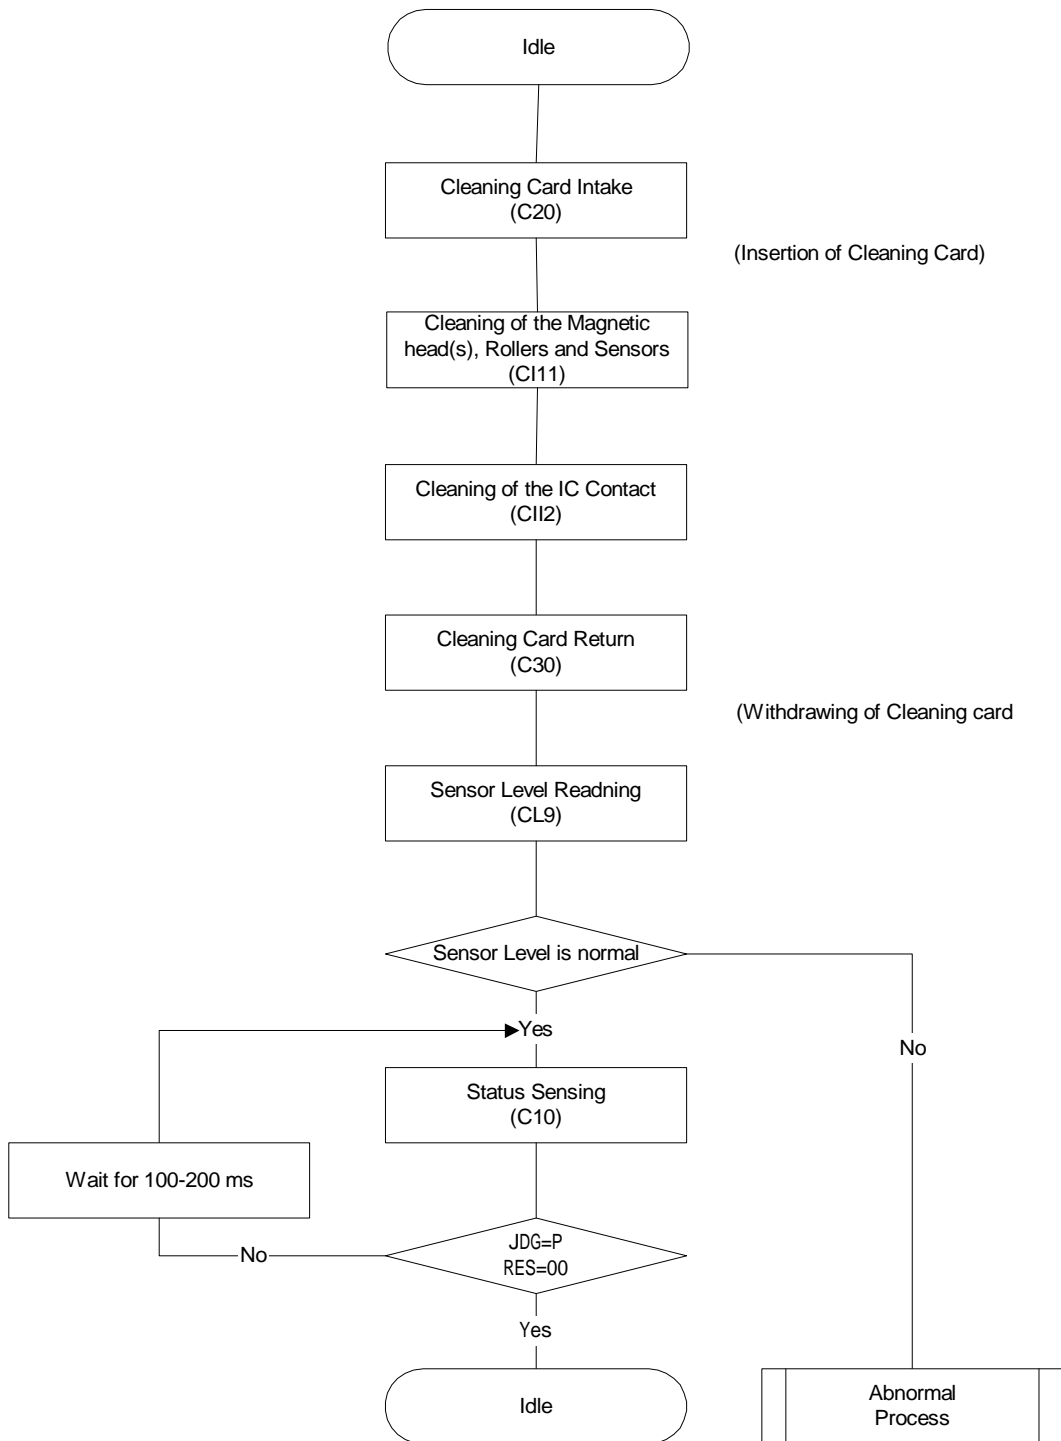 Idle
Cleaning Card Intake
(C20)
(Insertion of Cleaning Card)
Cleaning of the Magnetic
head(s), Rollers and Sensors
(CI11)
Cleaning of the IC Contact
(CII2)
Cleaning Card Return
(C30)
(Withdrawing of Cleaning card
Sensor Level Readning
(CL9)
Sensor Level is normal
Yes
No
Status Sensing
(C10)
Wait for 100-200 ms
JDG=P
RES=00
No
Yes
Idle
Abnormal
Process